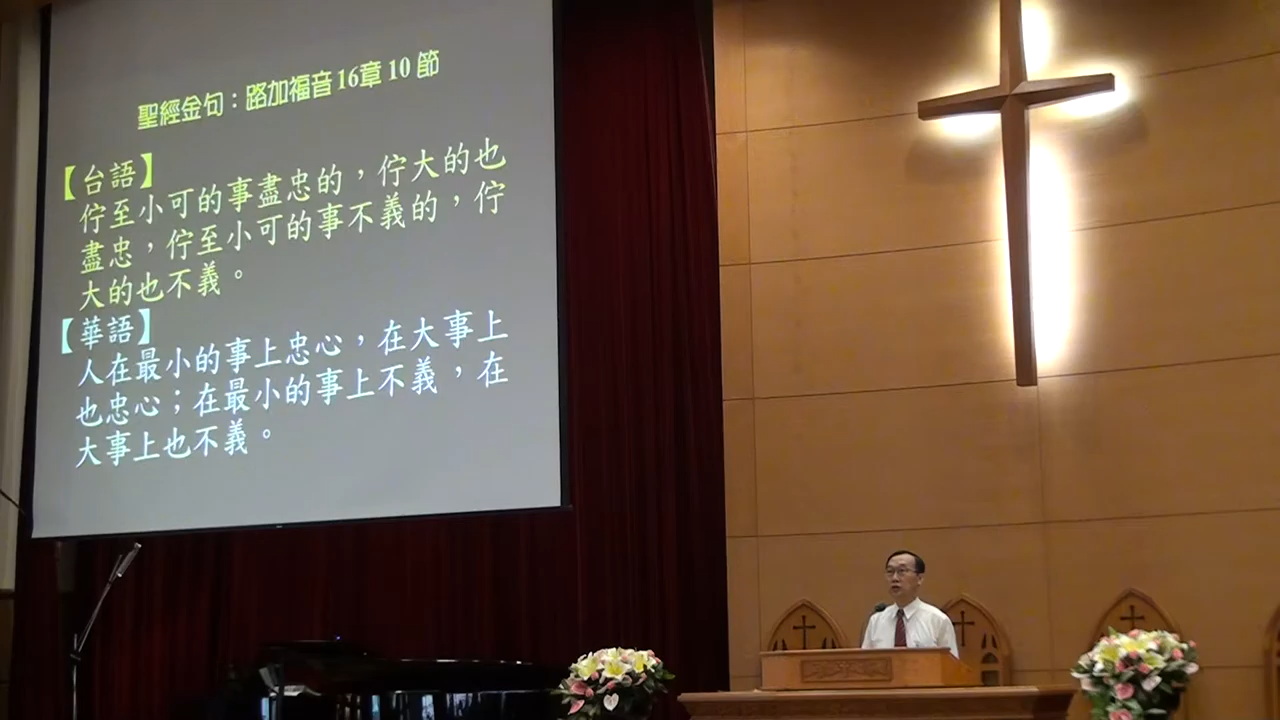 聖經金句：路加福音16章10節
【台語】
佇至小可的事盡忠的，佇大的也
盡忠，佇至小可的事不義的，佇
大的也不義。
【華語】
人在最小的事上忠心，在大事上
也忠心；在最小的事上不義，在
大事上也不義。